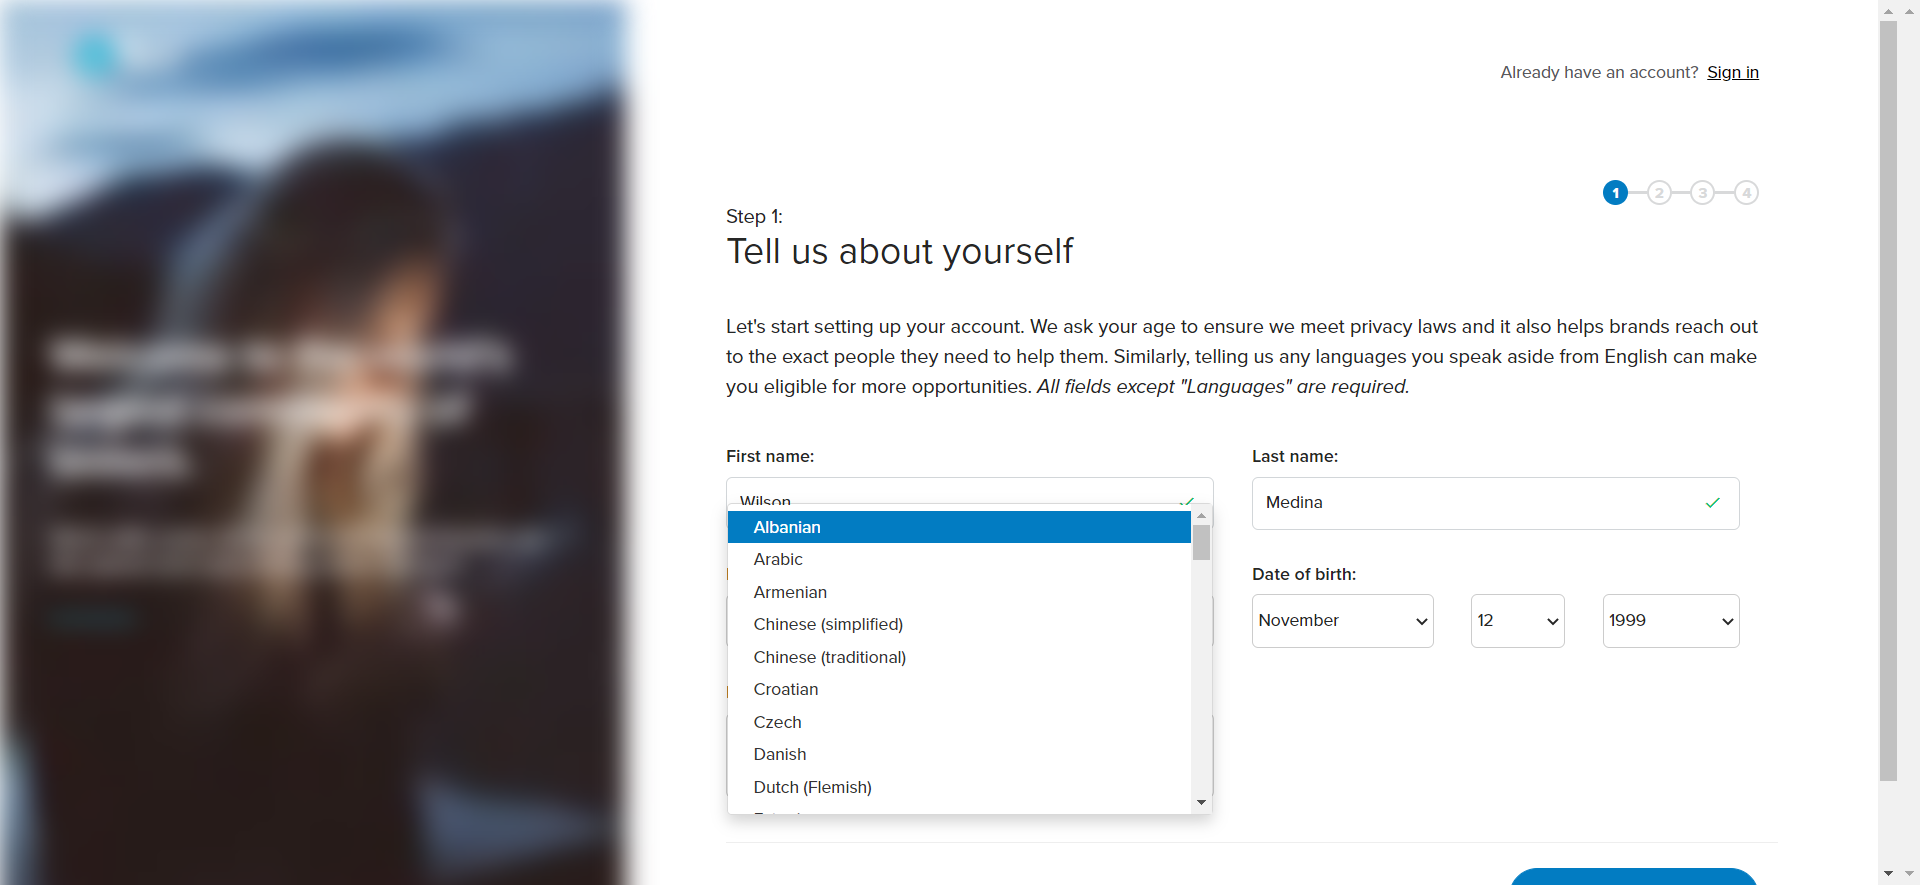 Already have an account? Sign in
1 2 3 4
Step 1:
Tell us about yourself
Let's start setting up your account. We ask your age to ensure we meet privacy laws and it also helps brands reach out
to the exact people they need to help them. Similarly, telling us any languages you speak aside from English can make
you eligible for more opportunities. All fields except "Languages" are required.
First name:
Last name:
Wilson
Medina
Albanian
Arabic
Armenian
Chinese (simplified)
Chinese (traditional)
Croatian
Czech
Danish
Dutch (Flemish)
Date of birth:
November
12
1999